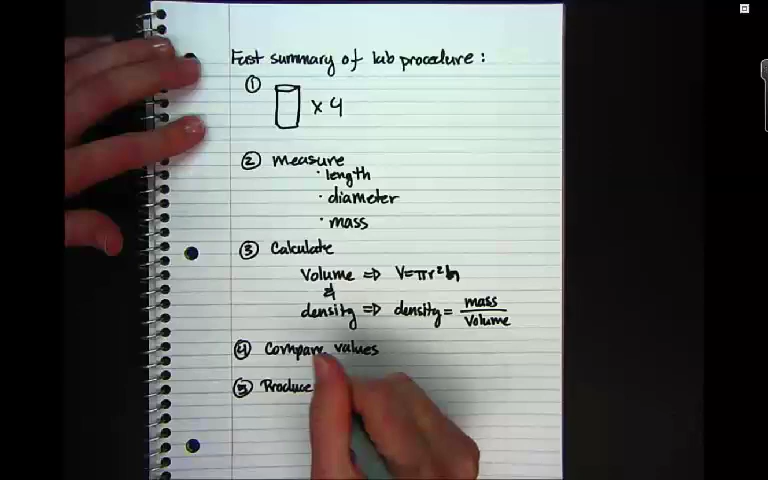 Fast summary of lab procedure:
① x 4
② Measure
· length
· diameter
· mass
③ Calculate
Volume ⇒ V=πr²h
&
density ⇒ density = mass / Volume
④ Compare values
⑤ Produce